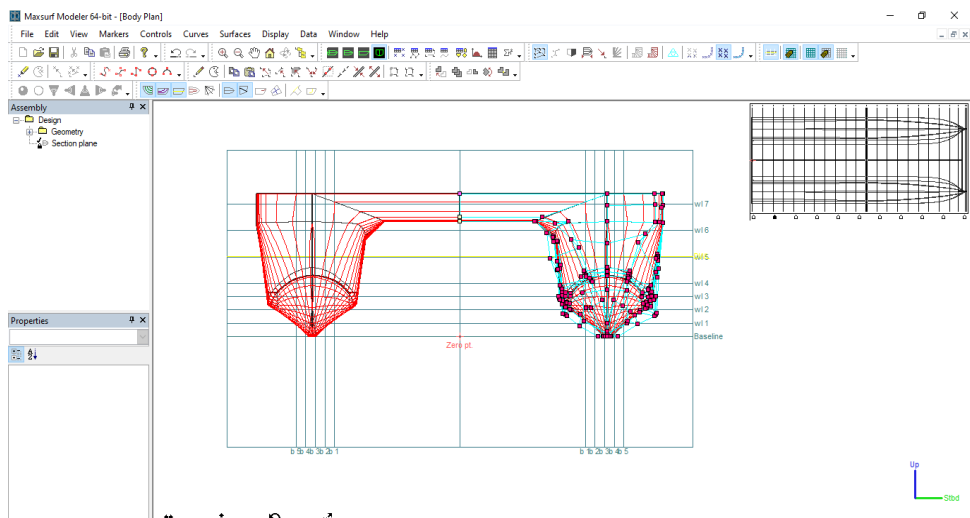 Maxsurf Modeler 64-bit - [Body Plan]
File Edit View Markers Controls Curves Surfaces Display Data Window Help
Assembly
Design
Geometry
Section plane
Properties
wl 7
wl 6
wl 5
wl 4
wl 3
wl 2
wl 1
Baseline
Zero pt.
b 5b 4b 3b 2b 1
b 1b 2b 3b 4b 5
Up
Stbd